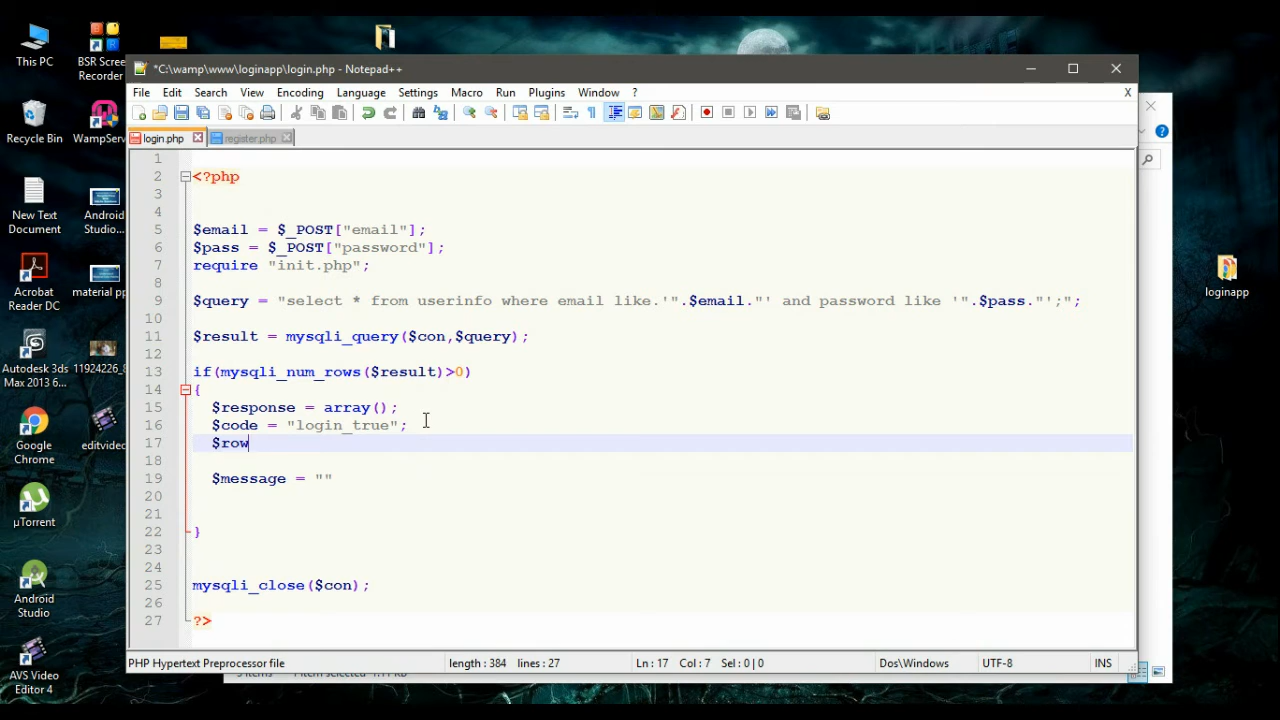 This PC
BSR Screen
Recorder
Recycle Bin
WampServ
New Text
Document
Android
Studio...
Acrobat
Reader DC
material pp
Autodesk 3ds
Max 2013 6...
11924226_8
Google
Chrome
editvideo
µTorrent
Android
Studio
AVS Video
Editor 4
loginapp
*C:\wamp\www\loginapp\login.php - Notepad++
File Edit Search View Encoding Language Settings Macro Run Plugins Window ? X
login.php register.php
1
2 <?php
3
4
5 $email = $_POST["email"];
6 $pass = $_POST["password"];
7 require "init.php";
8
9 $query = "select * from userinfo where email like.'".$email."' and password like '".$pass."';";
10
11 $result = mysqli_query($con,$query);
12
13 if(mysqli_num_rows($result)>0)
14 {
15 $response = array();
16 $code = "login_true";
17 $row
18
19 $message = ""
20
21
22 }
23
24
25 mysqli_close($con);
26
27 ?>
PHP Hypertext Preprocessor file length : 384 lines : 27 Ln : 17 Col : 7 Sel : 0 | 0 Dos\Windows UTF-8 INS